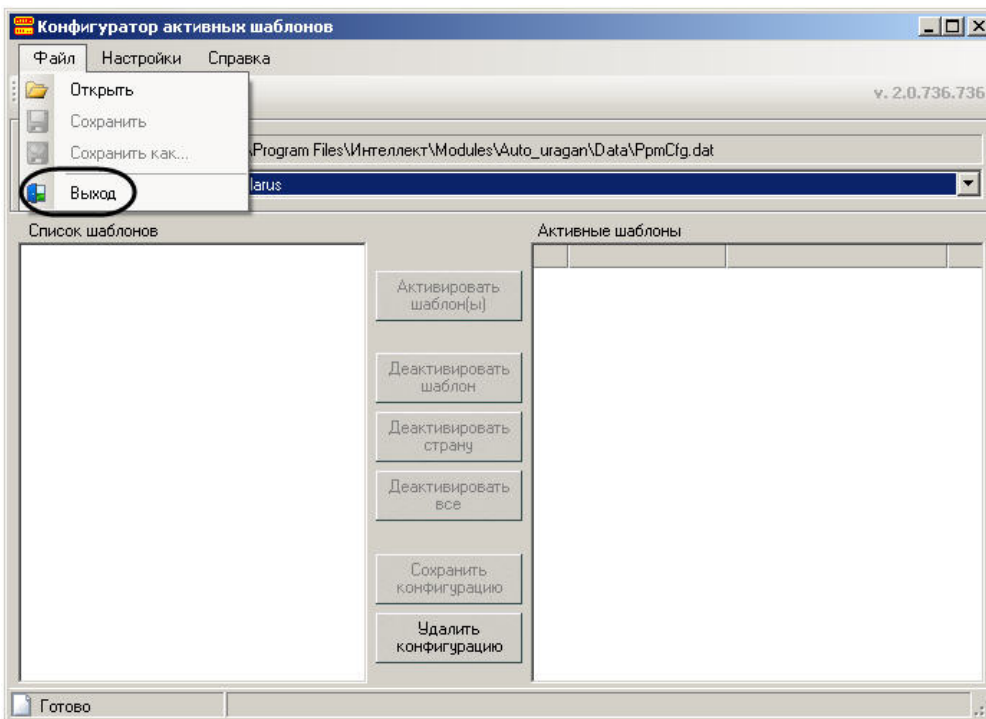 Конфигуратор активных шаблонов
Файл Настройки Справка
Открыть
v. 2.0.736.736
Сохранить
Сохранить как...
\Program Files\Интеллект\Modules\Auto_uragan\Data\PpmCfg.dat
Выход
larus
Список шаблонов
Активные шаблоны
Активировать
шаблон(ы)
Деактивировать
шаблон
Деактивировать
страну
Деактивировать
все
Сохранить
конфигурацию
Удалить
конфигурацию
Готово